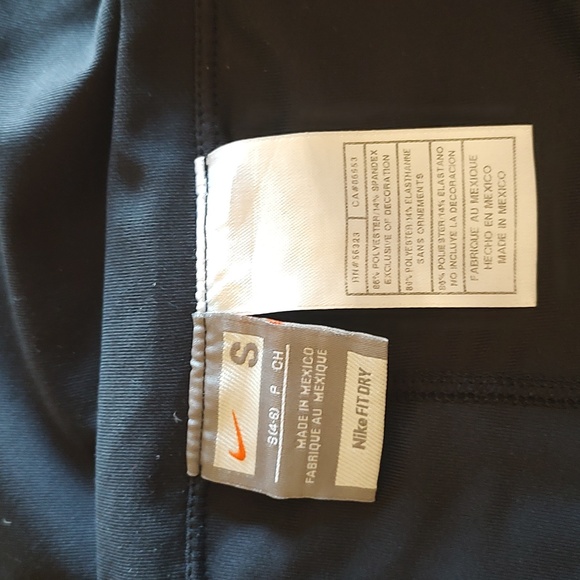 RN#56323 CA#05553
86% POLYESTER/14% SPANDEX
EXCLUSIVE OF DECORATION
86% POLYESTER/14% ELASTHANNE
SANS ORNEMENTS
86% POLIESTER/14% ELASTANO
NO INCLUYE LA DECORACION
FABRIQUE AU MEXIQUE
HECHO EN MEXICO
MADE IN MEXICO
S
S(4-6) P CH
MADE IN MEXICO
FABRIQUE AU MEXIQUE
Nike FIT DRY